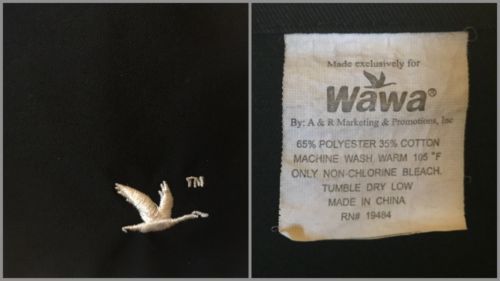 TM
Made exclusively for
Wawa®
By: A & R Marketing & Promotions, Inc
65% POLYESTER 35% COTTON
MACHINE WASH WARM 105 °F
ONLY NON-CHLORINE BLEACH.
TUMBLE DRY LOW
MADE IN CHINA
RN# 19484